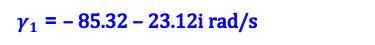 γ₁ = – 85.32 – 23.12i rad/s